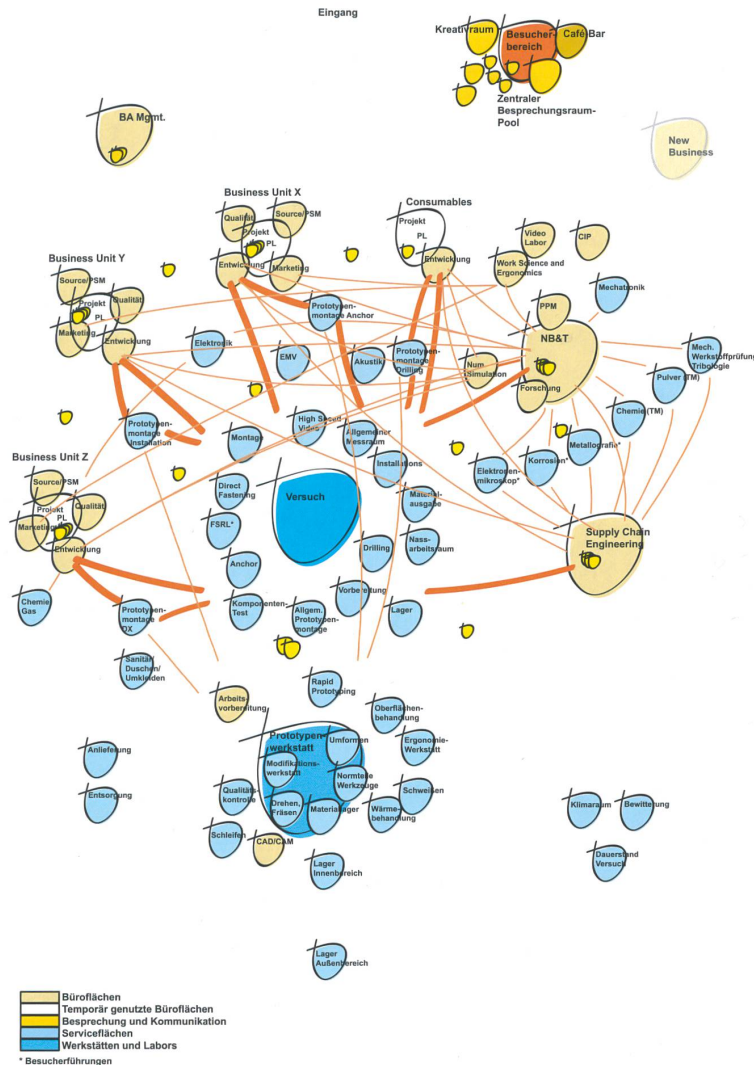 Eingang
Kreativraum
Besucher-
bereich
Café-Bar
Zentraler
Besprechungsraum-
Pool
BA Mgmt.
New
Business
Business Unit X
Qualität
Source/PSM
Projekt
PL
Entwicklung
Marketing
Consumables
Projekt
PL
Entwicklung
Video
Labor
CIP
Work Science and
Ergonomics
Business Unit Y
Source/PSM
Projekt
PL
Qualität
Marketing
Entwicklung
Mechatronik
PPM
NB&T
Forschung
Prototypen-
montage Anchor
Elektronik
EMV
Akustik
Prototypen-
montage
Drilling
Num
Simulation
Mech.
Werkstoffprüfung
Tribologie
Pulver (TM)
Chemie (TM)
Metallografie*
Korrosion*
Elektronen-
mikroskop*
Prototypen-
montage
Installation
Montage
High Speed
Video
Allgemeiner
Messraum
Installations
Business Unit Z
Source/PSM
Projekt
PL
Qualität
Marketing
Entwicklung
Direct
Fastening
Versuch
Material-
ausgabe
FSRL*
Drilling
Nass-
arbeitsraum
Supply Chain
Engineering
Anchor
Chemie
Gas
Prototypen-
montage
DX
Komponenten-
Test
Allgem.
Prototypen-
montage
Vorbereitung
Lager
Sanitär/
Duschen/
Umkleiden
Arbeits-
vorbereitung
Rapid
Prototyping
Oberflächen-
behandlung
Anlieferung
Prototypen-
werkstatt
Umformen
Ergonomie-
Werkstatt
Modifikations-
werkstatt
Normteile
Werkzeuge
Entsorgung
Qualitäts-
kontrolle
Drehen,
Fräsen
Materiallager
Wärme-
behandlung
Schweißen
Klimaraum
Bewitterung
Schleifen
CAD/CAM
Dauerstand
Versuch
Lager
Innenbereich
Lager
Außenbereich
Büroflächen
Temporär genutzte Büroflächen
Besprechung und Kommunikation
Serviceflächen
Werkstätten und Labors
* Besucherführungen